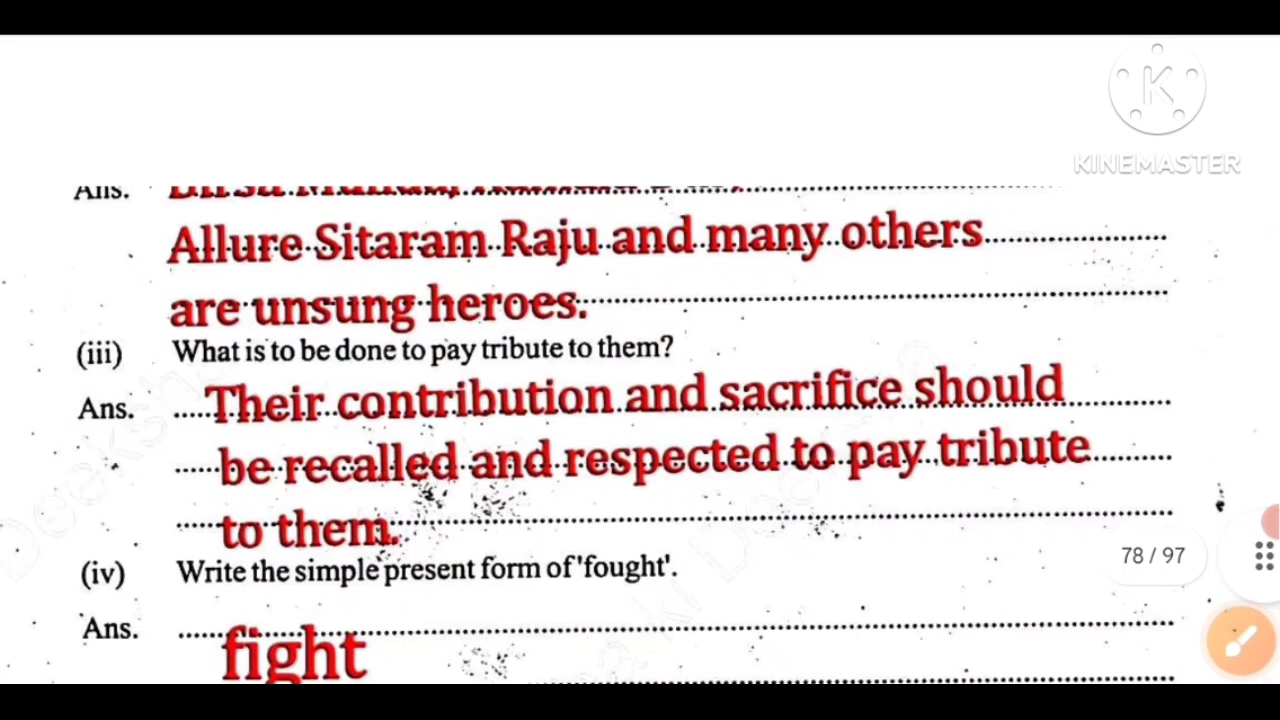 KINEMASTER
Ans.
Allure Sitaram Raju and many others
are unsung heroes.
(iii) What is to be done to pay tribute to them?
Ans. Their contribution and sacrifice should
be recalled and respected to pay tribute
to them.
78 / 97
(iv) Write the simple present form of 'fought'.
Ans. fight